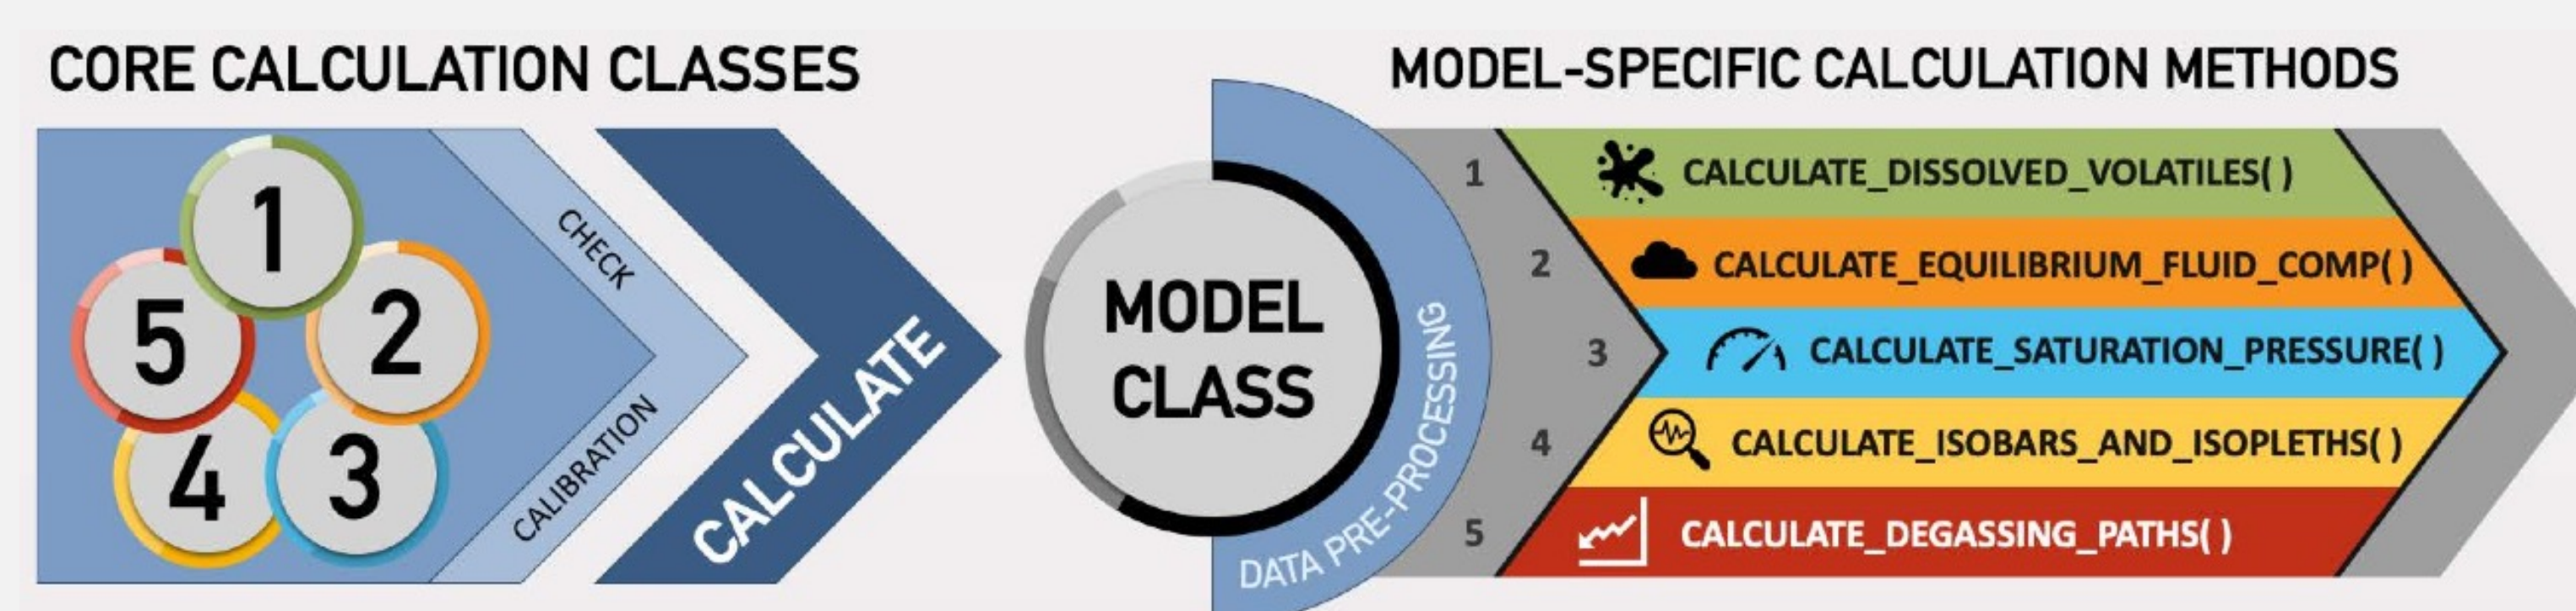 CORE CALCULATION CLASSES
1
2
3
4
5
CHECK
CALIBRATION
CALCULATE
MODEL
CLASS
DATA PRE-PROCESSING
MODEL-SPECIFIC CALCULATION METHODS
1 CALCULATE_DISSOLVED_VOLATILES( )
2 CALCULATE_EQUILIBRIUM_FLUID_COMP( )
3 CALCULATE_SATURATION_PRESSURE( )
4 CALCULATE_ISOBARS_AND_ISOPLETHS( )
5 CALCULATE_DEGASSING_PATHS( )